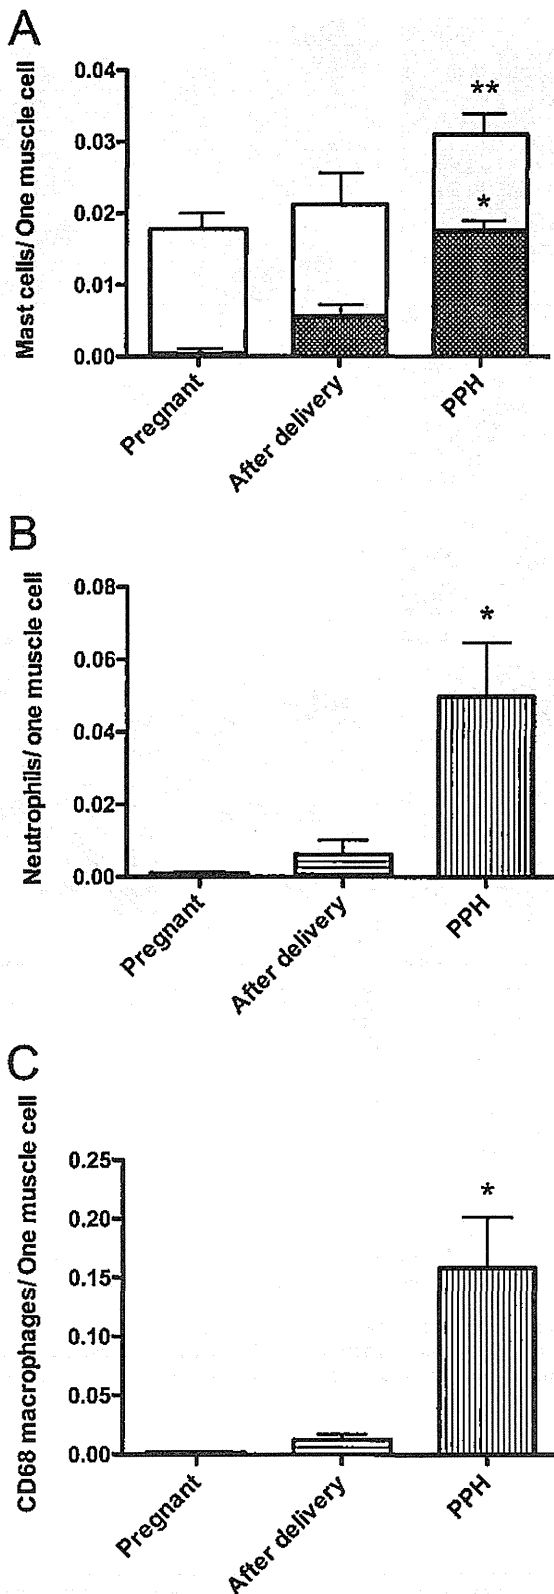 A
Mast cells/ One muscle cell
0.04
0.03
0.02
0.01
0.00
**
*
Pregnant
After delivery
PPH
B
Neutrophils/ one muscle cell
0.08
0.06
0.04
0.02
0.00
*
Pregnant
After delivery
PPH
C
CD68 macrophages/ One muscle cell
0.25
0.20
0.15
0.10
0.05
0.00
*
Pregnant
After delivery
PPH